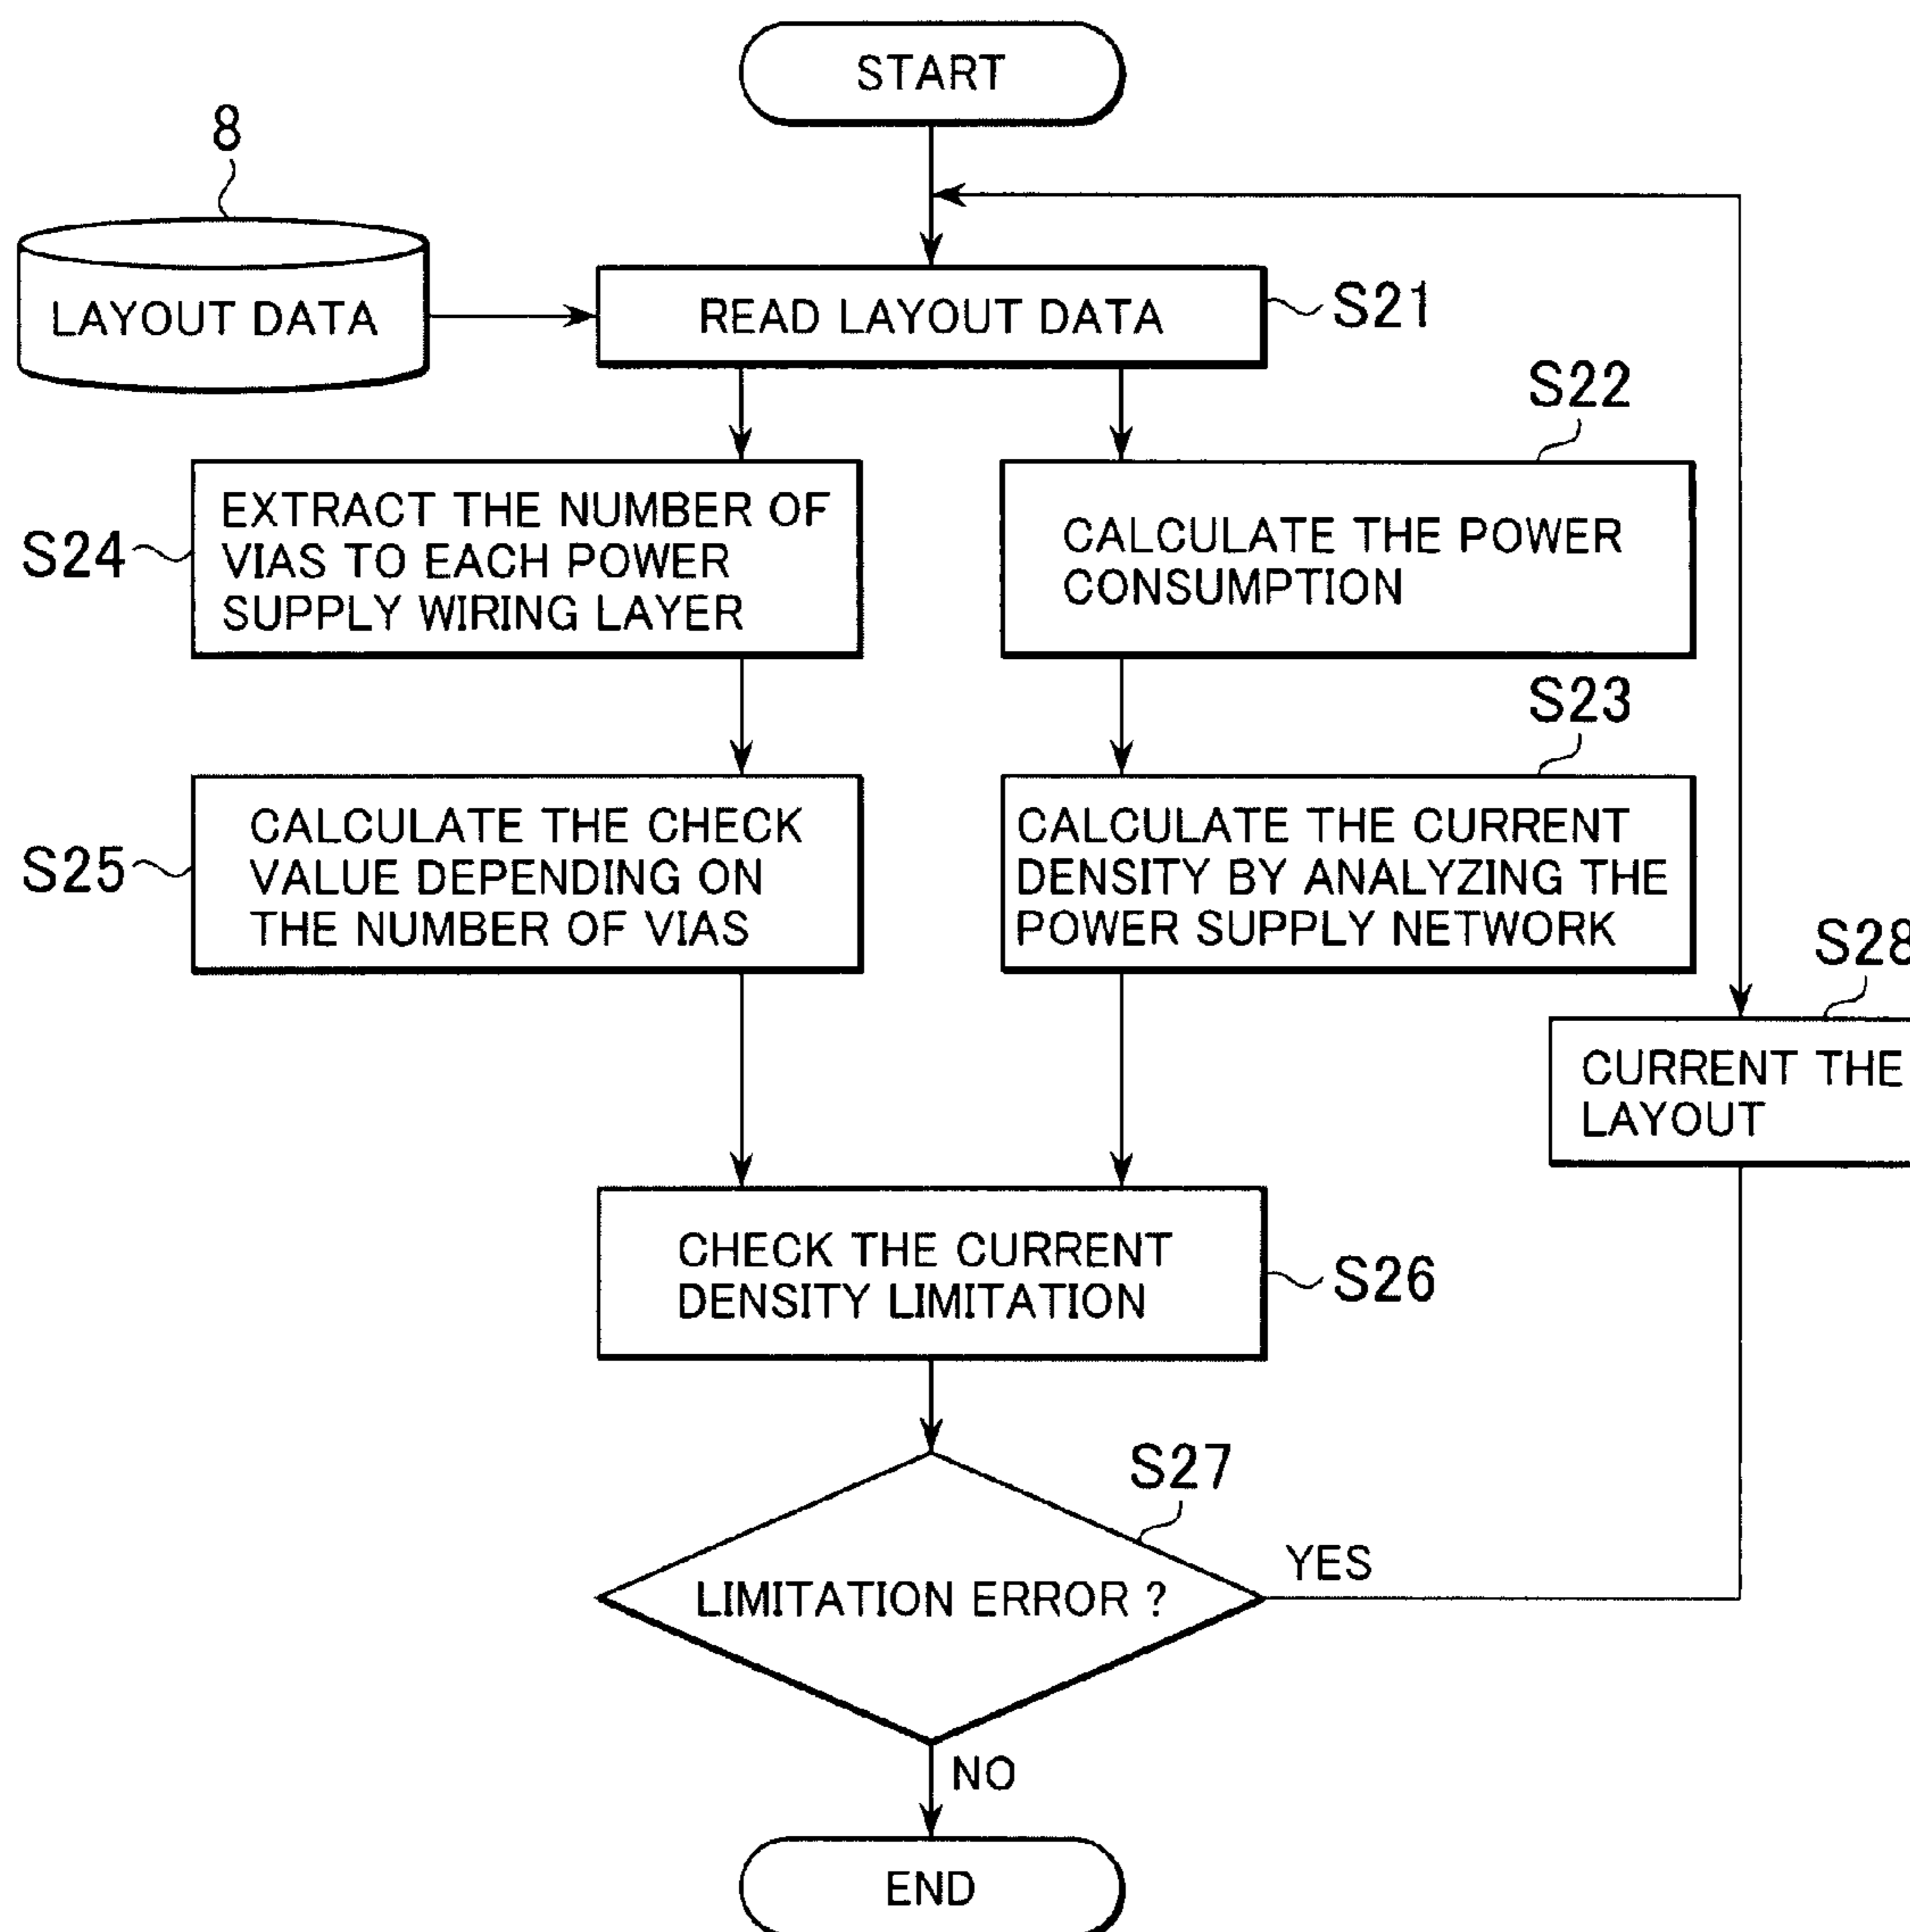 START
8
LAYOUT DATA
READ LAYOUT DATA
S21
S22
S24
EXTRACT THE NUMBER OF
VIAS TO EACH POWER
SUPPLY WIRING LAYER
CALCULATE THE POWER
CONSUMPTION
S23
S25
CALCULATE THE CHECK
VALUE DEPENDING ON
THE NUMBER OF VIAS
CALCULATE THE CURRENT
DENSITY BY ANALYZING THE
POWER SUPPLY NETWORK
S28
CURRENT THE
LAYOUT
CHECK THE CURRENT
DENSITY LIMITATION
S26
S27
LIMITATION ERROR ?
YES
NO
END